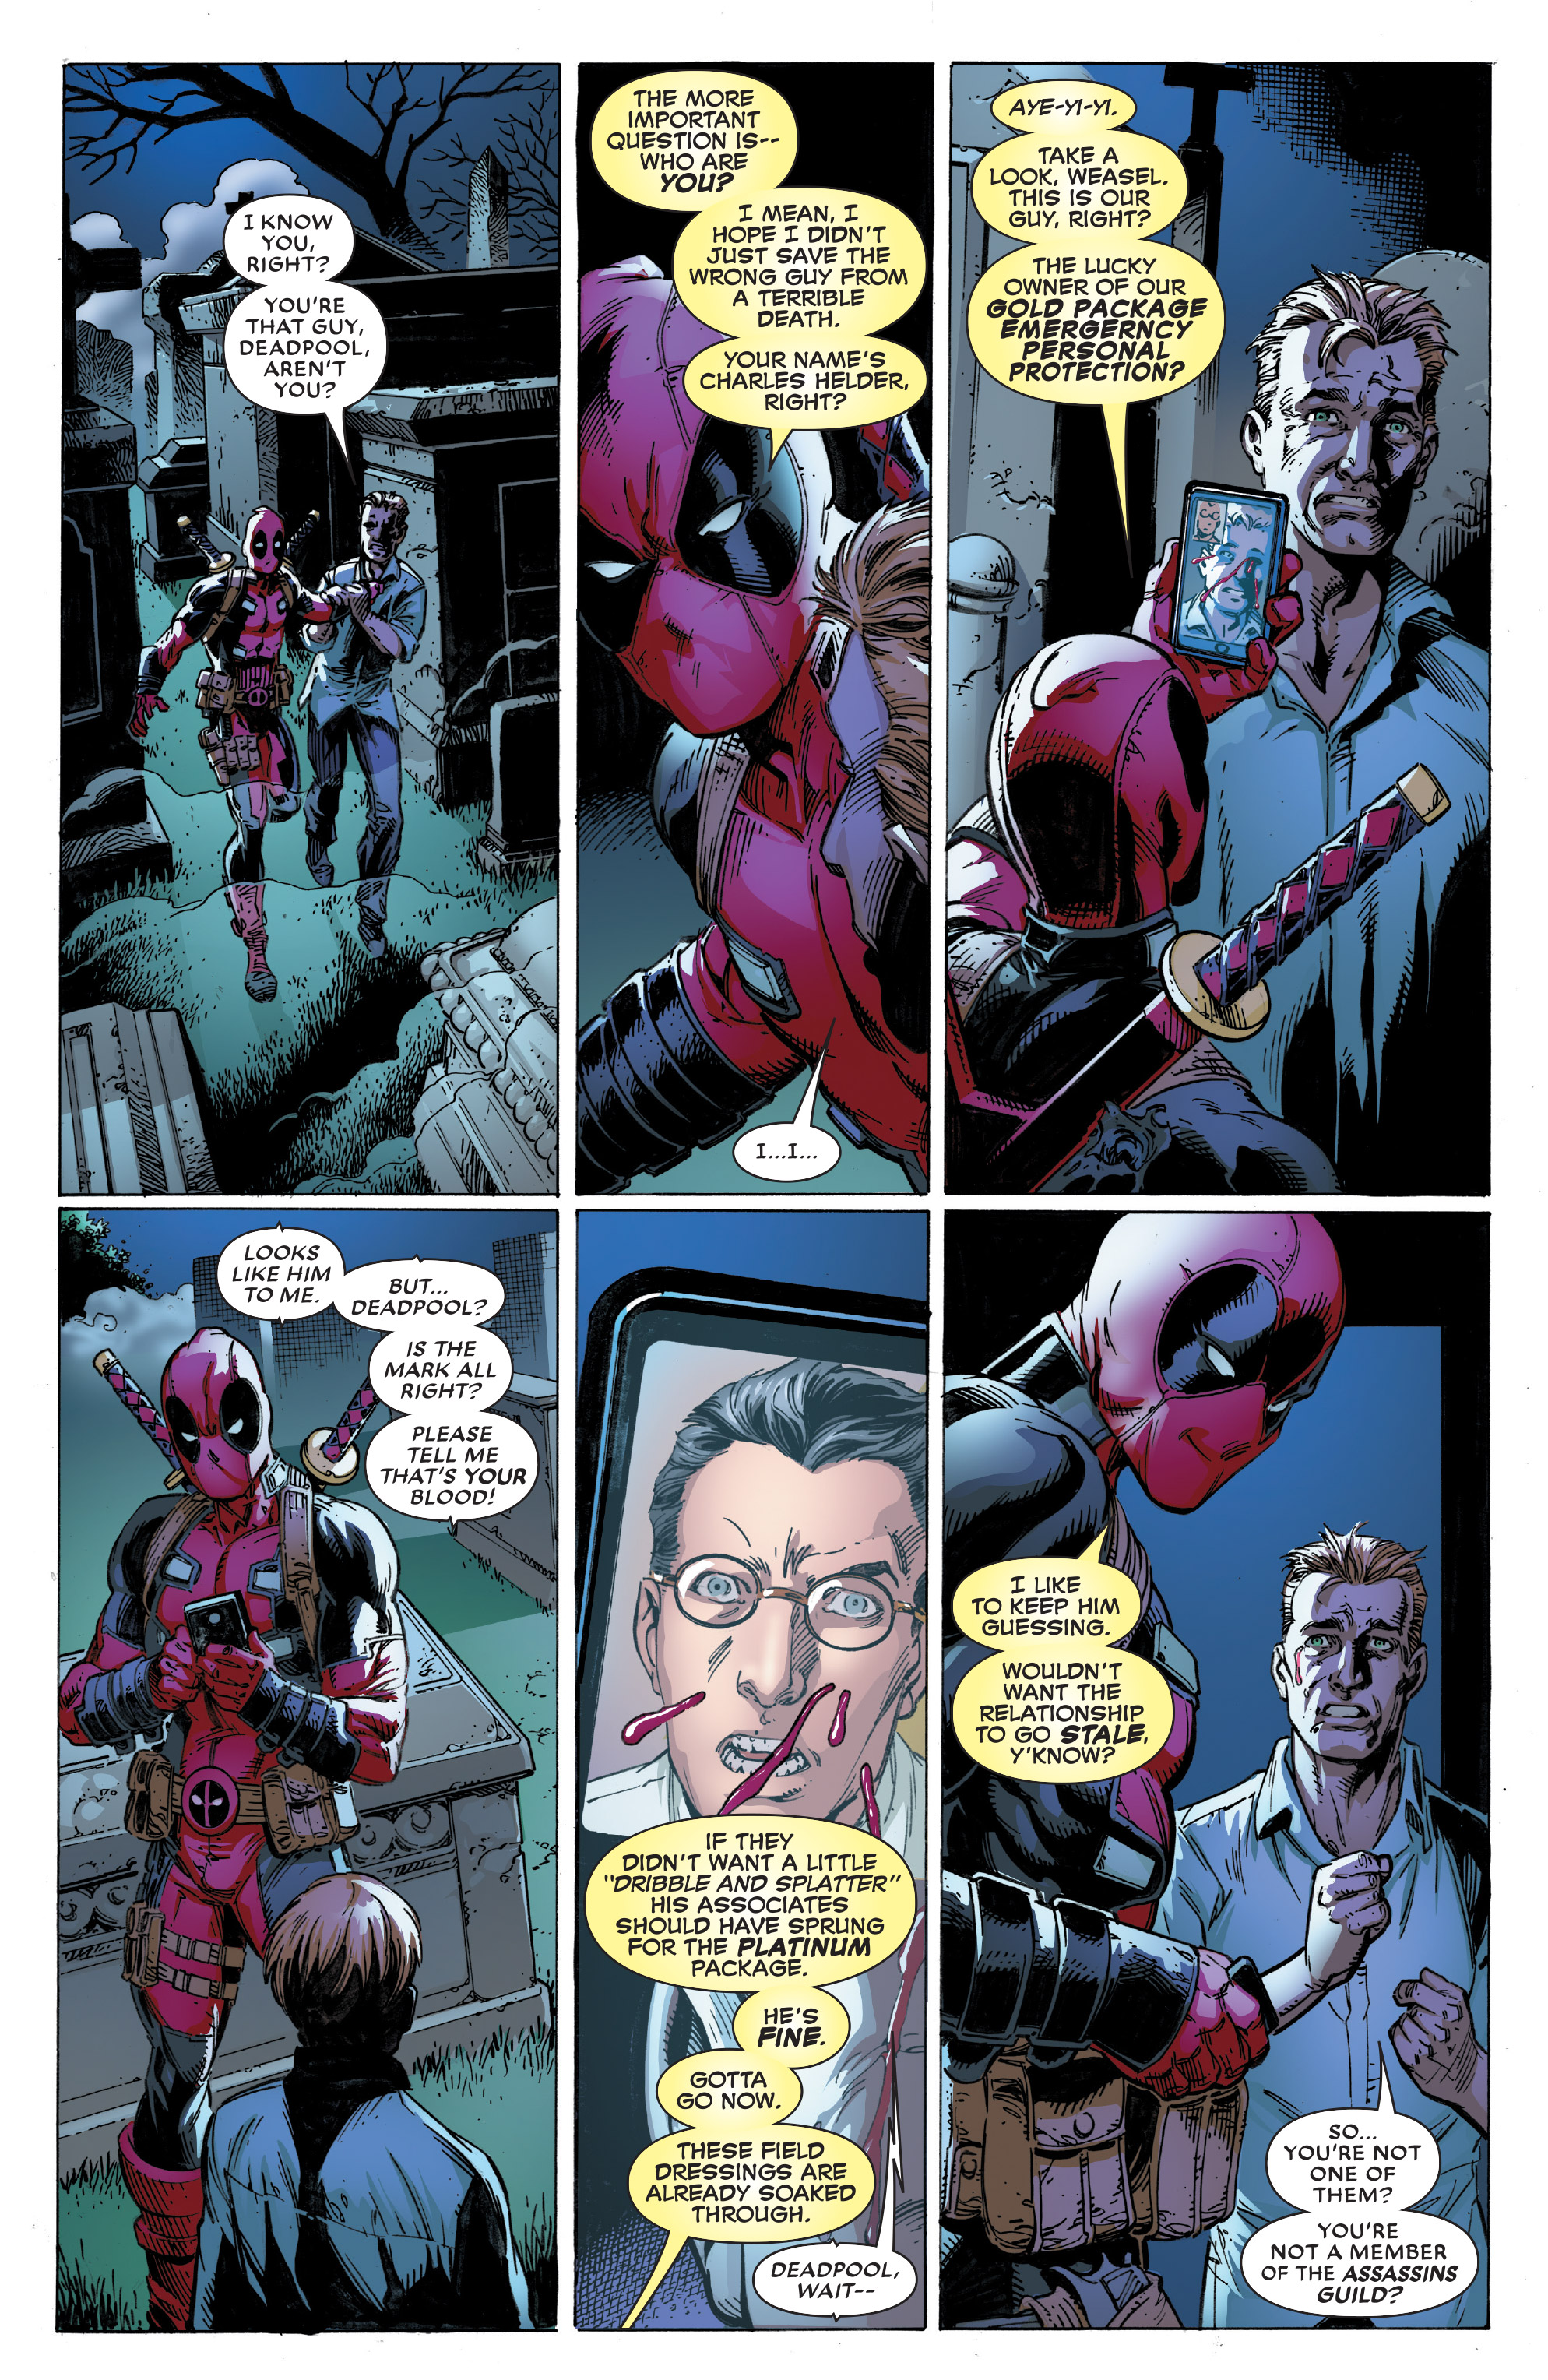 I KNOW
YOU,
RIGHT?
YOU'RE
THAT GUY,
DEADPOOL,
AREN'T
YOU?
THE MORE
IMPORTANT
QUESTION IS--
WHO ARE
YOU?
I MEAN, I
HOPE I DIDN'T
JUST SAVE THE
WRONG GUY FROM
A TERRIBLE
DEATH.
YOUR NAME'S
CHARLES HELDER,
RIGHT?
I...I...
AYE-YI-YI.
TAKE A
LOOK, WEASEL.
THIS IS OUR
GUY, RIGHT?
THE LUCKY
OWNER OF OUR
GOLD PACKAGE
EMERGERNCY
PERSONAL
PROTECTION?
LOOKS
LIKE HIM
TO ME.
BUT...
DEADPOOL?
IS THE
MARK ALL
RIGHT?
PLEASE
TELL ME
THAT'S YOUR
BLOOD!
IF THEY
DIDN'T WANT A LITTLE
"DRIBBLE AND SPLATTER"
HIS ASSOCIATES
SHOULD HAVE SPRUNG
FOR THE PLATINUM
PACKAGE.
HE'S
FINE.
GOTTA
GO NOW.
THESE FIELD
DRESSINGS ARE
ALREADY SOAKED
THROUGH.
DEADPOOL,
WAIT--
I LIKE
TO KEEP HIM
GUESSING.
WOULDN'T
WANT THE
RELATIONSHIP
TO GO STALE,
Y'KNOW?
SO...
YOU'RE NOT
ONE OF
THEM?
YOU'RE
NOT A MEMBER
OF THE ASSASSINS
GUILD?